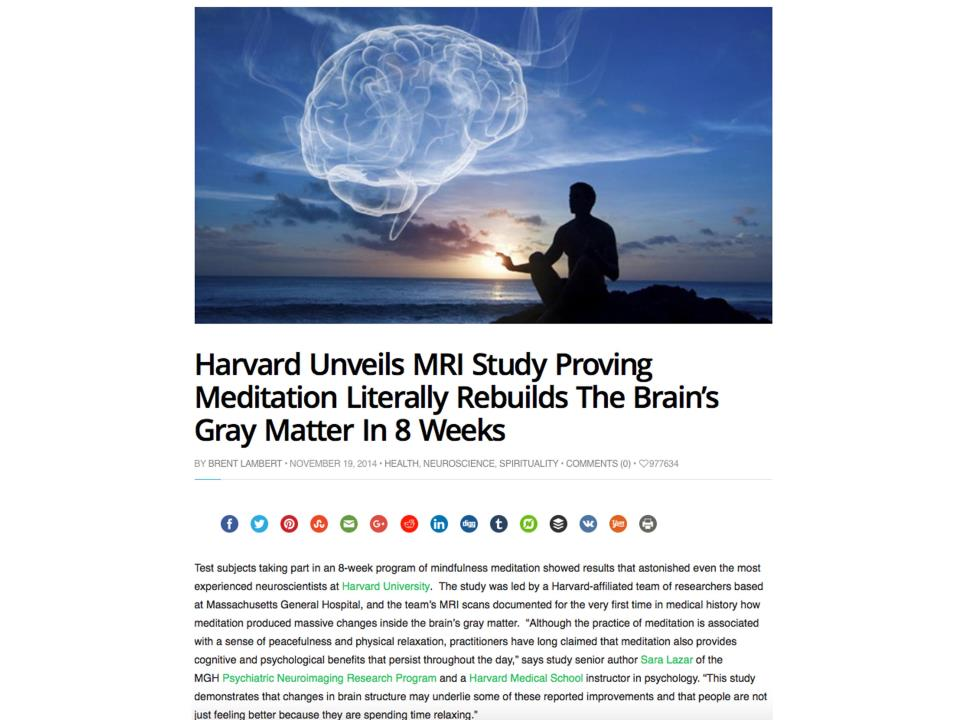 Harvard Unveils MRI Study Proving
Meditation Literally Rebuilds The Brain’s
Gray Matter In 8 Weeks
BY BRENT LAMBERT • NOVEMBER 19, 2014 • HEALTH, NEUROSCIENCE, SPIRITUALITY • COMMENTS (0) • ♡977634
Test subjects taking part in an 8-week program of mindfulness meditation showed results that astonished even the most
experienced neuroscientists at Harvard University.  The study was led by a Harvard-affiliated team of researchers based
at Massachusetts General Hospital, and the team’s MRI scans documented for the very first time in medical history how
meditation produced massive changes inside the brain’s gray matter.  “Although the practice of meditation is associated
with a sense of peacefulness and physical relaxation, practitioners have long claimed that meditation also provides
cognitive and psychological benefits that persist throughout the day,” says study senior author Sara Lazar of the
MGH Psychiatric Neuroimaging Research Program and a Harvard Medical School instructor in psychology. “This study
demonstrates that changes in brain structure may underlie some of these reported improvements and that people are not
just feeling better because they are spending time relaxing.”